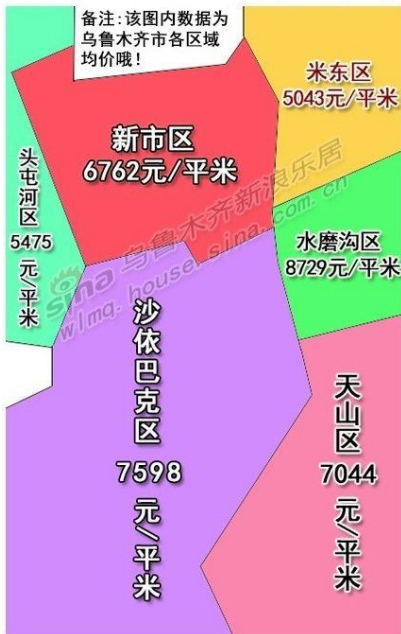 备注:该图内数据为
乌鲁木齐市各区域
均价哦！
米东区
5043元/平米
新市区
6762元/平米
头屯河区
5475
元/平米
水磨沟区
8729元/平米
sina 乌鲁木齐新浪乐居
wlmq.house.sina.com.cn
沙依巴克区
7598
元/平米
天山区
7044
元/平米